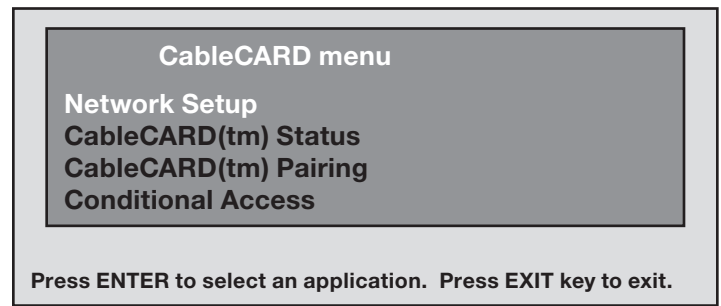 CableCARD menu
Network Setup
CableCARD(tm) Status
CableCARD(tm) Pairing
Conditional Access
Press ENTER to select an application. Press EXIT key to exit.